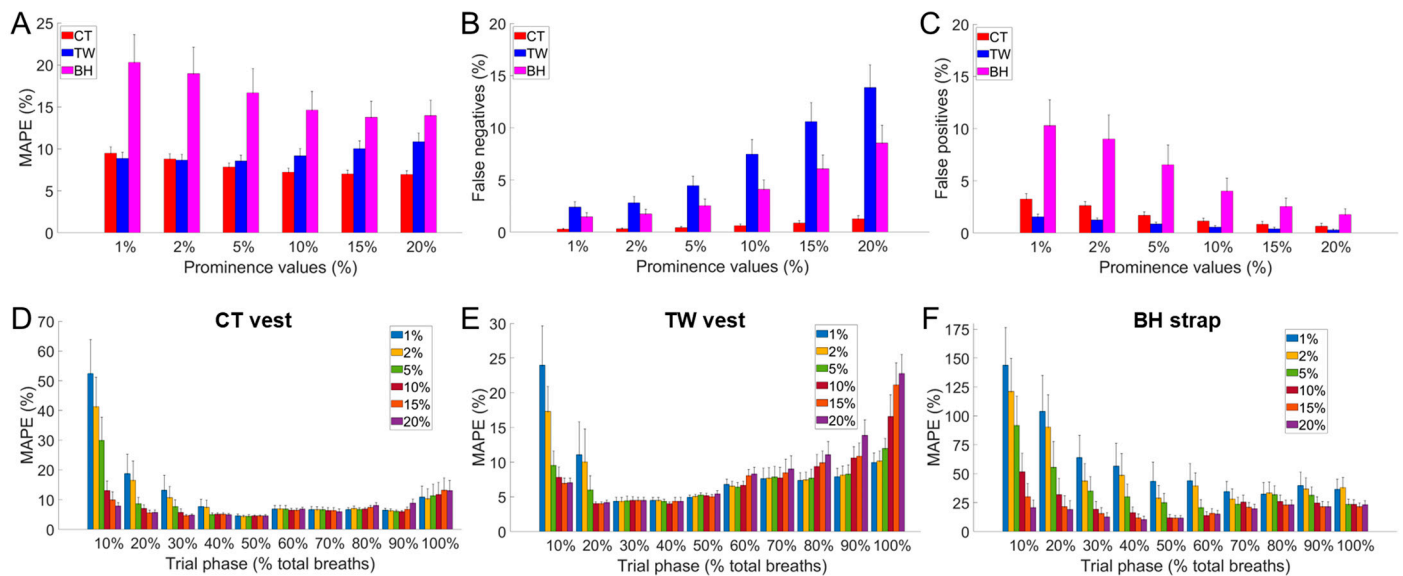 A
MAPE (%)
25
20
15
10
5
0
CT
TW
BH
1% 2% 5% 10% 15% 20%
Prominence values (%)
B
False negatives (%)
20
15
10
5
0
CT
TW
BH
1% 2% 5% 10% 15% 20%
Prominence values (%)
C
False positives (%)
20
15
10
5
0
CT
TW
BH
1% 2% 5% 10% 15% 20%
Prominence values (%)
D
CT vest
MAPE (%)
70
60
50
40
30
20
10
0
1%
2%
5%
10%
15%
20%
10% 20% 30% 40% 50% 60% 70% 80% 90% 100%
Trial phase (% total breaths)
E
TW vest
MAPE (%)
30
25
20
15
10
5
0
1%
2%
5%
10%
15%
20%
10% 20% 30% 40% 50% 60% 70% 80% 90% 100%
Trial phase (% total breaths)
F
BH strap
MAPE (%)
175
150
125
100
75
50
25
0
1%
2%
5%
10%
15%
20%
10% 20% 30% 40% 50% 60% 70% 80% 90% 100%
Trial phase (% total breaths)